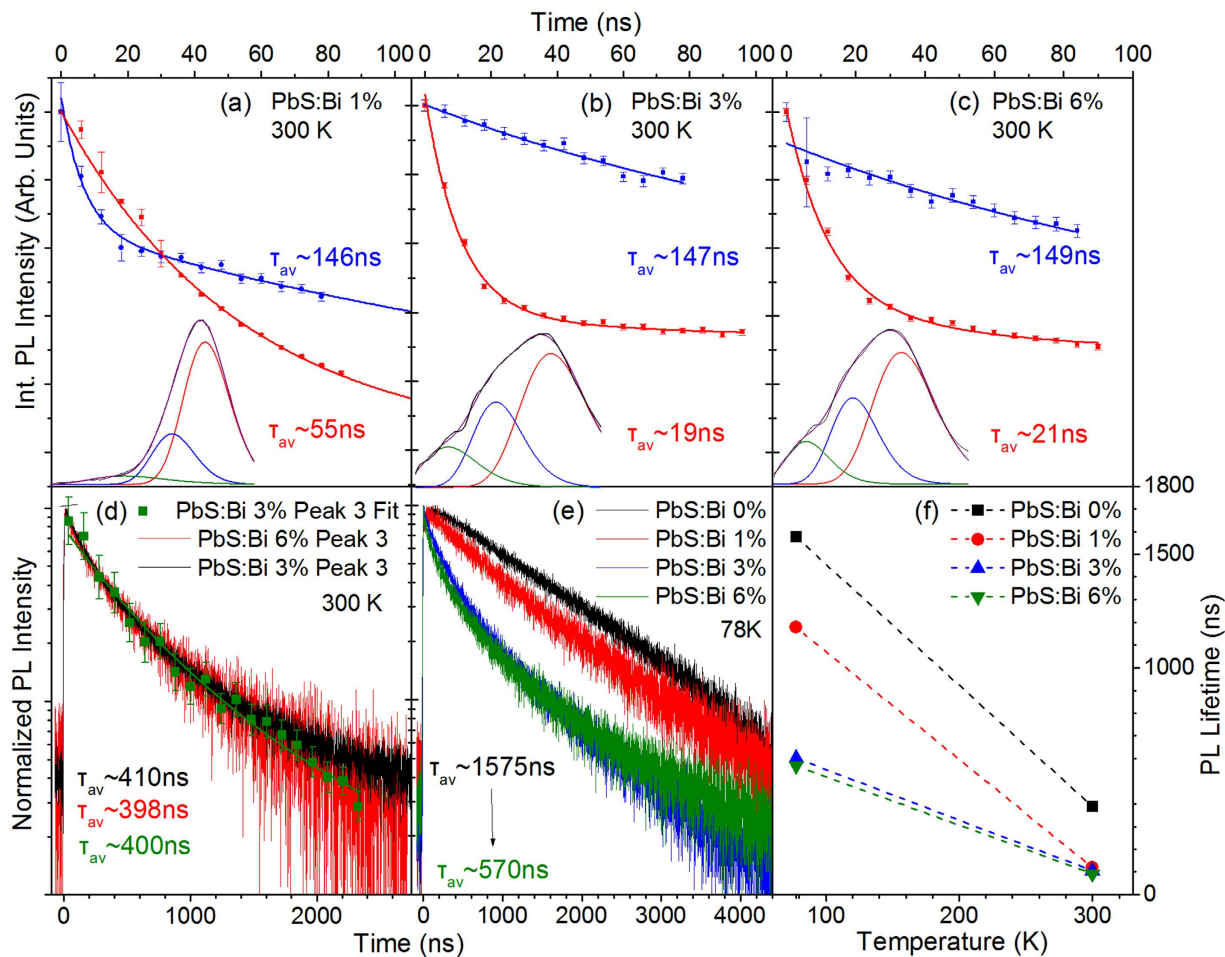 Time (ns)
0 20 40 60 80 100
0 20 40 60 80 100
0 20 40 60 80 100
Int. PL Intensity (Arb. Units)
(a) PbS:Bi 1%
300 K
τav~146ns
τav~55ns
(b) PbS:Bi 3%
300 K
τav~147ns
τav~19ns
(c) PbS:Bi 6%
300 K
τav~149ns
τav~21ns
Normalized PL Intensity
(d) PbS:Bi 3% Peak 3 Fit
PbS:Bi 6% Peak 3
PbS:Bi 3% Peak 3
300 K
τav~410ns
τav~398ns
τav~400ns
0 1000 2000
(e) PbS:Bi 0%
PbS:Bi 1%
PbS:Bi 3%
PbS:Bi 6%
78K
τav~1575ns
τav~570ns
0 1000 2000 3000 4000
Time (ns)
(f) PbS:Bi 0%
PbS:Bi 1%
PbS:Bi 3%
PbS:Bi 6%
1800
1500
1000
0
PL Lifetime (ns)
100 200 300
Temperature (K)